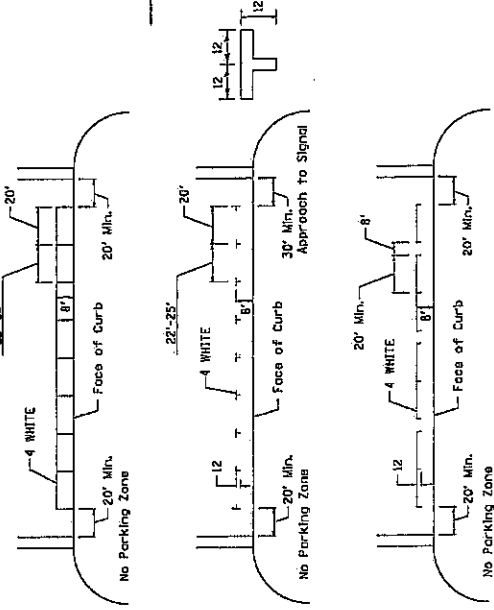 20'
8'
4 WHITE
Face of Curb
20' Min.
20' Min.
No Parking Zone
12
12
12
22'-25'
20'
8'
4 WHITE
12
Face of Curb
30' Min.
Approach to Signal
20' Min.
No Parking Zone
20' Min.
8'
8'
4 WHITE
12
Face of Curb
20' Min.
20' Min.
No Parking Zone